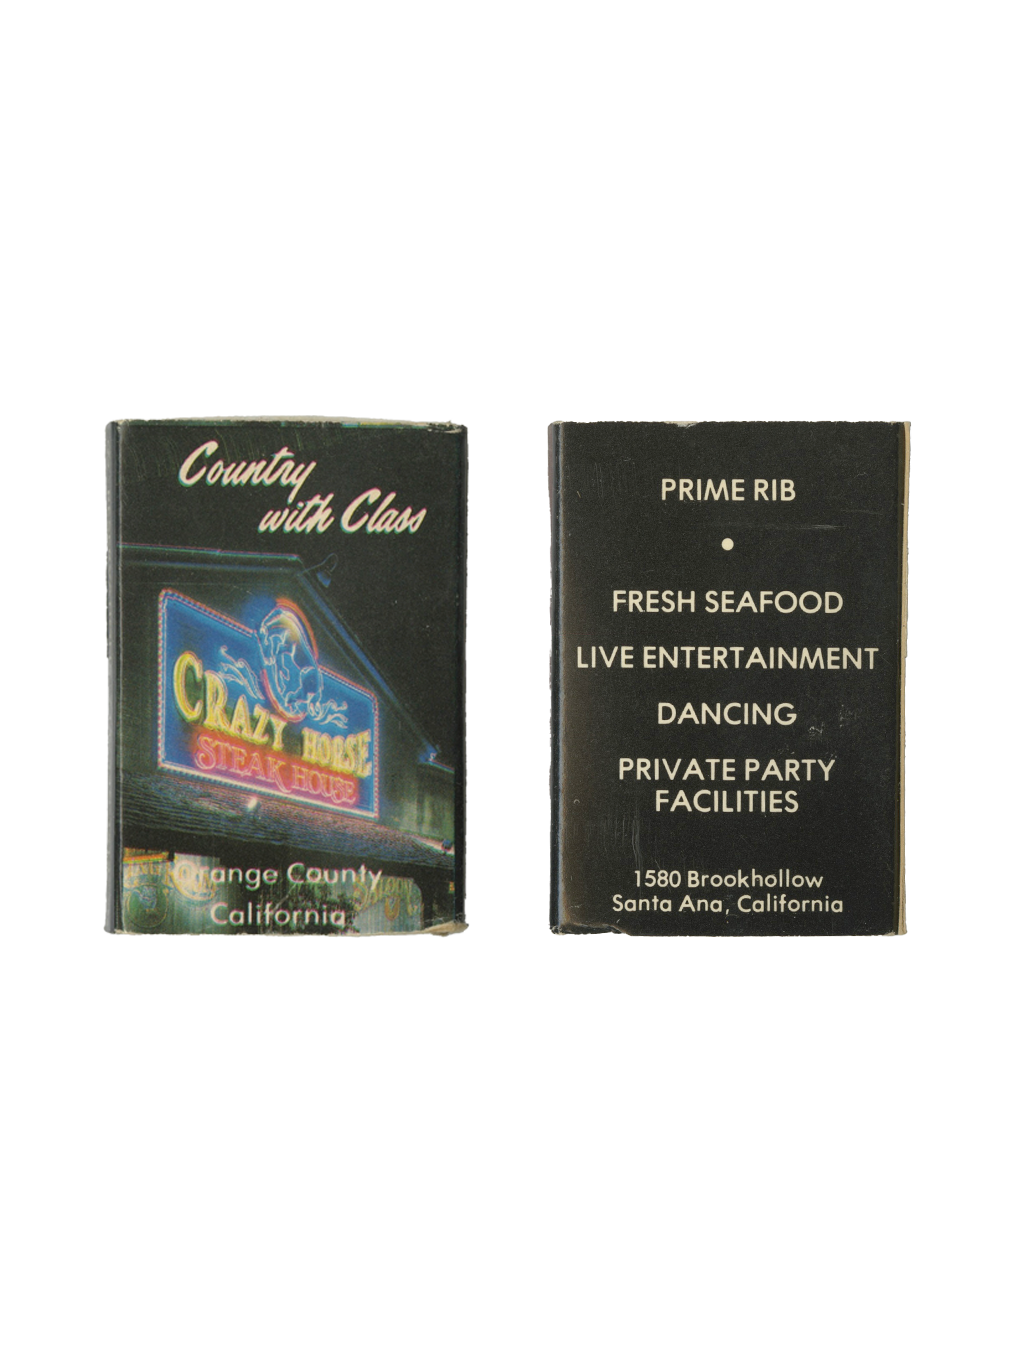 Country
with Class
CRAZY HORSE
STEAK HOUSE
Orange County
California
PRIME RIB
FRESH SEAFOOD
LIVE ENTERTAINMENT
DANCING
PRIVATE PARTY
FACILITIES
1580 Brookhollow
Santa Ana, California